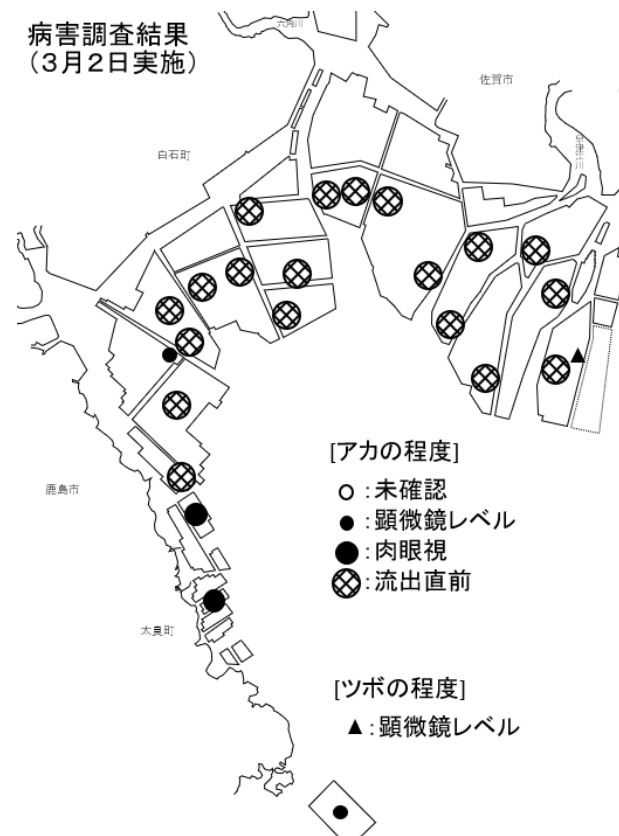 病害調査結果
(3月2日実施)
六角川
佐賀市
早津江川
白石町
鹿島市
太良町
[アカの程度]
:未確認
:顕微鏡レベル
:肉眼視
:流出直前
[ツボの程度]
▲:顕微鏡レベル